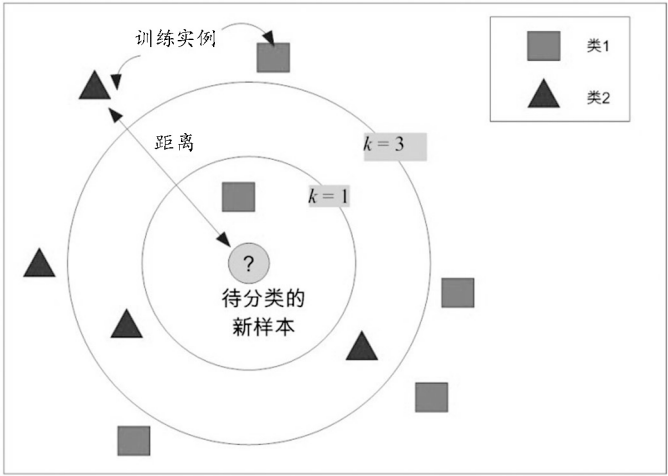 训练实例
类1
类2
距离
k = 3
k = 1
?
待分类的
新样本